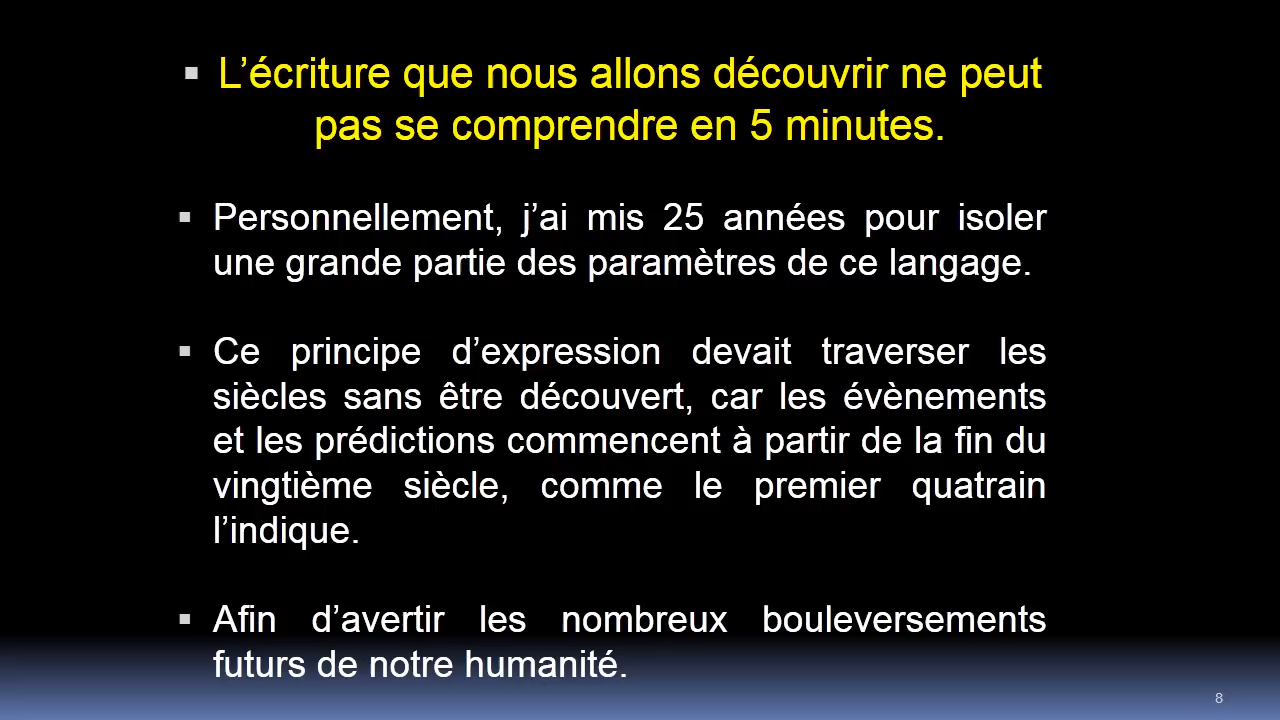 ▪ L’écriture que nous allons découvrir ne peut
pas se comprendre en 5 minutes.
▪ Personnellement, j’ai mis 25 années pour isoler
une grande partie des paramètres de ce langage.
▪ Ce principe d’expression devait traverser les
siècles sans être découvert, car les évènements
et les prédictions commencent à partir de la fin du
vingtième siècle, comme le premier quatrain
l’indique.
▪ Afin d’avertir les nombreux bouleversements
futurs de notre humanité.
8